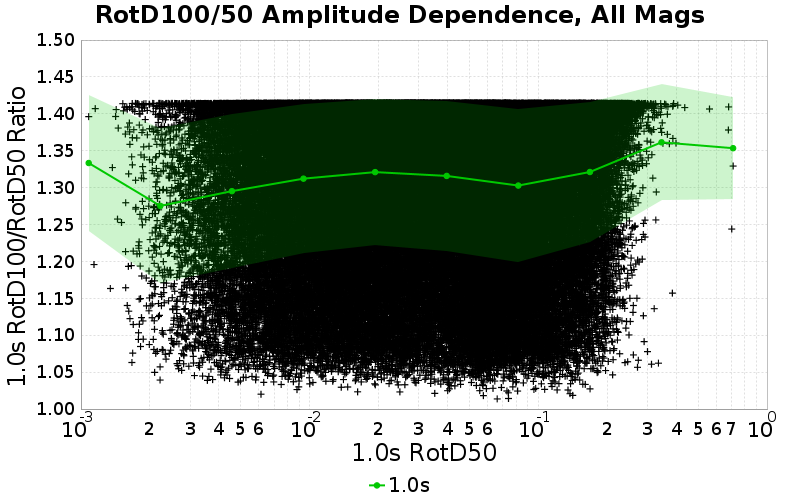 RotD100/50 Amplitude Dependence, All Mags
1.0s RotD100/RotD50 Ratio
1.50
1.45
1.40
1.35
1.30
1.25
1.20
1.15
1.10
1.05
1.00
10-3 2 3 4 5 6 10-2 2 3 4 5 6 10-1 2 3 4 5 6 7 100
1.0s RotD50
1.0s